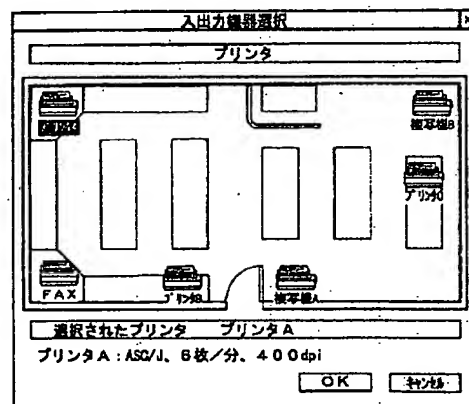 入出力機器選択
プリンタ
複写機B
プリンタC
FAX
プリンタB
複写機A
選択されたプリンタ プリンタA
プリンタA：ASG/J、6枚／分、400dpi
OK キャンセル